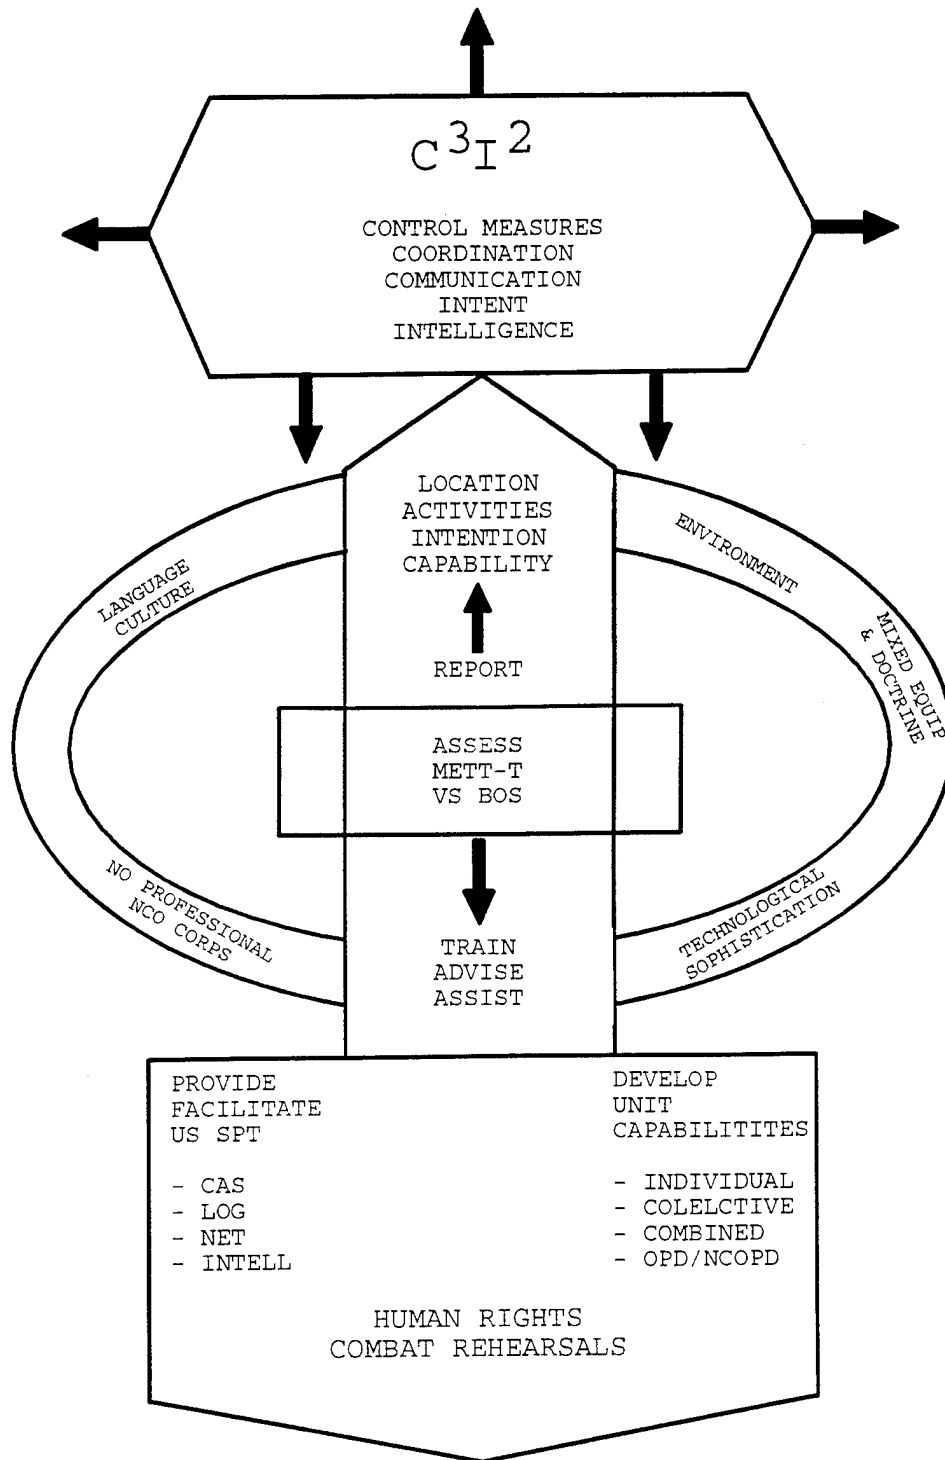 C³I²
CONTROL MEASURES
COORDINATION
COMMUNICATION
INTENT
INTELLIGENCE
LOCATION
ACTIVITIES
INTENTION
CAPABILITY
LANGUAGE
CULTURE
ENVIRONMENT
MIXED EQUIP
& DOCTRINE
REPORT
ASSESS
METT-T
VS BOS
NO PROFESSIONAL
NCO CORPS
TECHNOLOGICAL
SOPHISTICATION
TRAIN
ADVISE
ASSIST
PROVIDE
FACILITATE
US SPT
- CAS
- LOG
- NET
- INTELL
DEVELOP
UNIT
CAPABILITITES
- INDIVIDUAL
- COLELCTIVE
- COMBINED
- OPD/NCOPD
HUMAN RIGHTS
COMBAT REHEARSALS